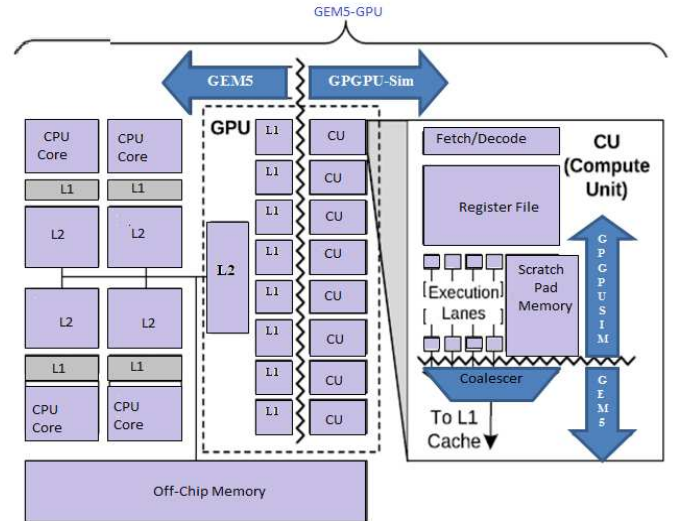 GEM5-GPU
GEM5
GPGPU-Sim
CPU
Core
CPU
Core
L1
L1
L2
L2
L2
L2
L1
L1
CPU
Core
CPU
Core
GPU
L2
L1
CU
L1
CU
L1
CU
L1
CU
L1
CU
L1
CU
L1
CU
L1
CU
Off-Chip Memory
Fetch/Decode
CU
(Compute
Unit)
Register File
[Execution]
Lanes
Scratch
Pad
Memory
GPGPUSIM
Coalescer
GEM5
To L1
Cache